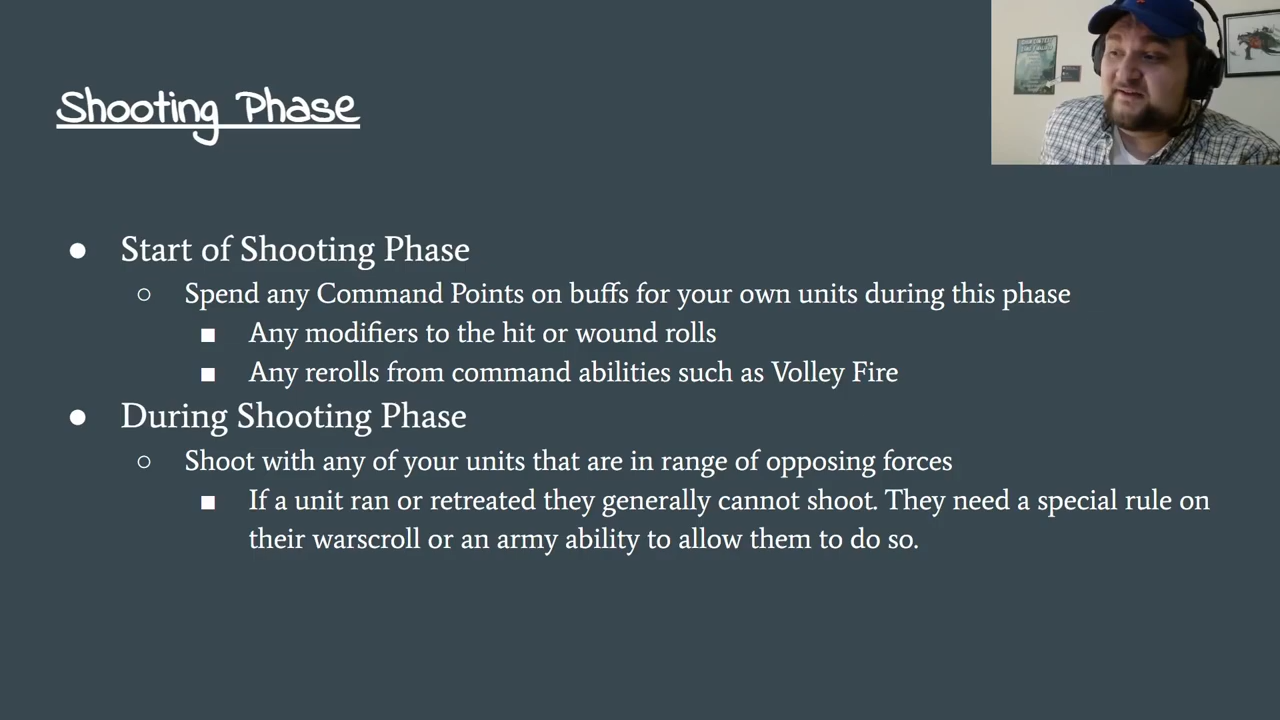 Shooting Phase
● Start of Shooting Phase
○ Spend any Command Points on buffs for your own units during this phase
■ Any modifiers to the hit or wound rolls
■ Any rerolls from command abilities such as Volley Fire
● During Shooting Phase
○ Shoot with any of your units that are in range of opposing forces
■ If a unit ran or retreated they generally cannot shoot. They need a special rule on
their warscroll or an army ability to allow them to do so.